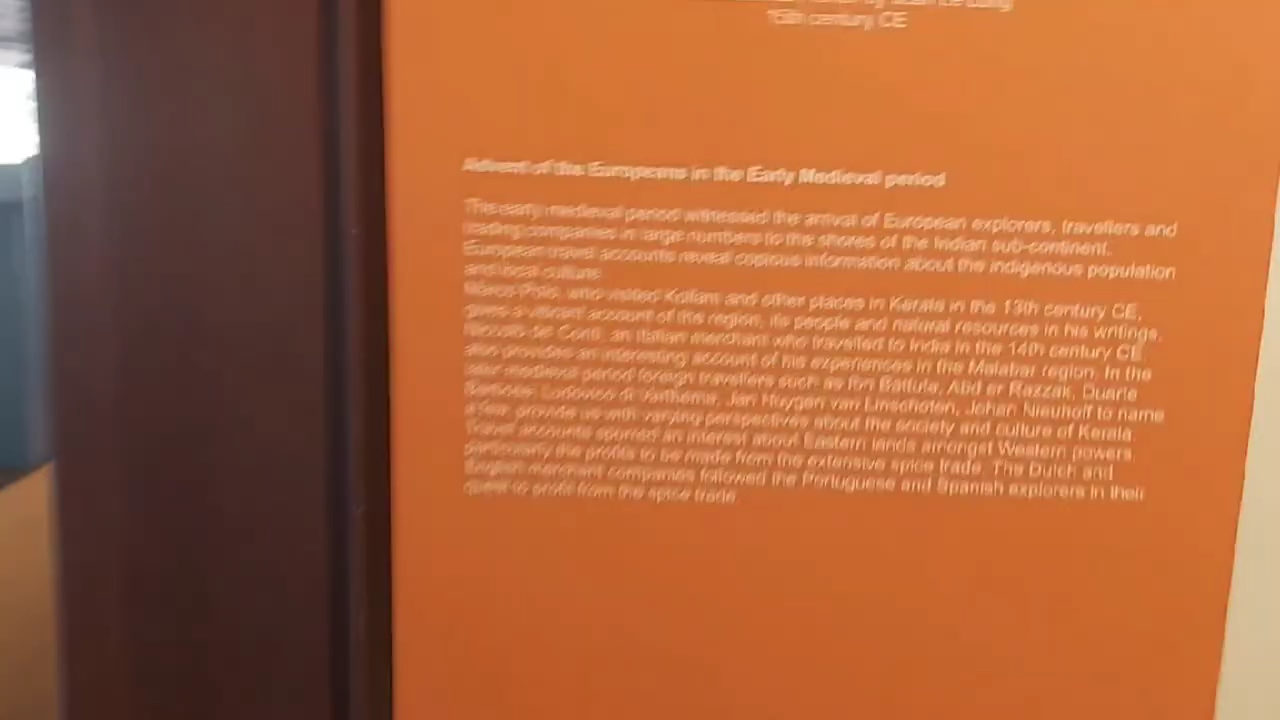 15th century CE
Advent of the Europeans in the Early Medieval period
The early medieval period witnessed the arrival of European explorers, travellers and
trading companies in large numbers to the shores of the Indian sub-continent.
European travel accounts reveal copious information about the indigenous population
and local culture.
Marco Polo, who visited Kollam and other places in Kerala in the 13th century CE,
gives a vibrant account of the region, its people and natural resources in his writings.
Niccolo de' Conti, an Italian merchant who travelled to India in the 14th century CE
also provides an interesting account of his experiences in the Malabar region. In the
later medieval period foreign travellers such as Ibn Battuta, Abd er Razzak, Duarte
Barbosa, Ludovico di Varthema, Jan Huygen van Linschoten, Johan Nieuhoff to name
a few, provide us with varying perspectives about the society and culture of Kerala.
Travel accounts spurred an interest about Eastern lands amongst Western powers,
particularly the profits to be made from the extensive spice trade. The Dutch and
English merchant companies followed the Portuguese and Spanish explorers in their
quest to profit from the spice trade.